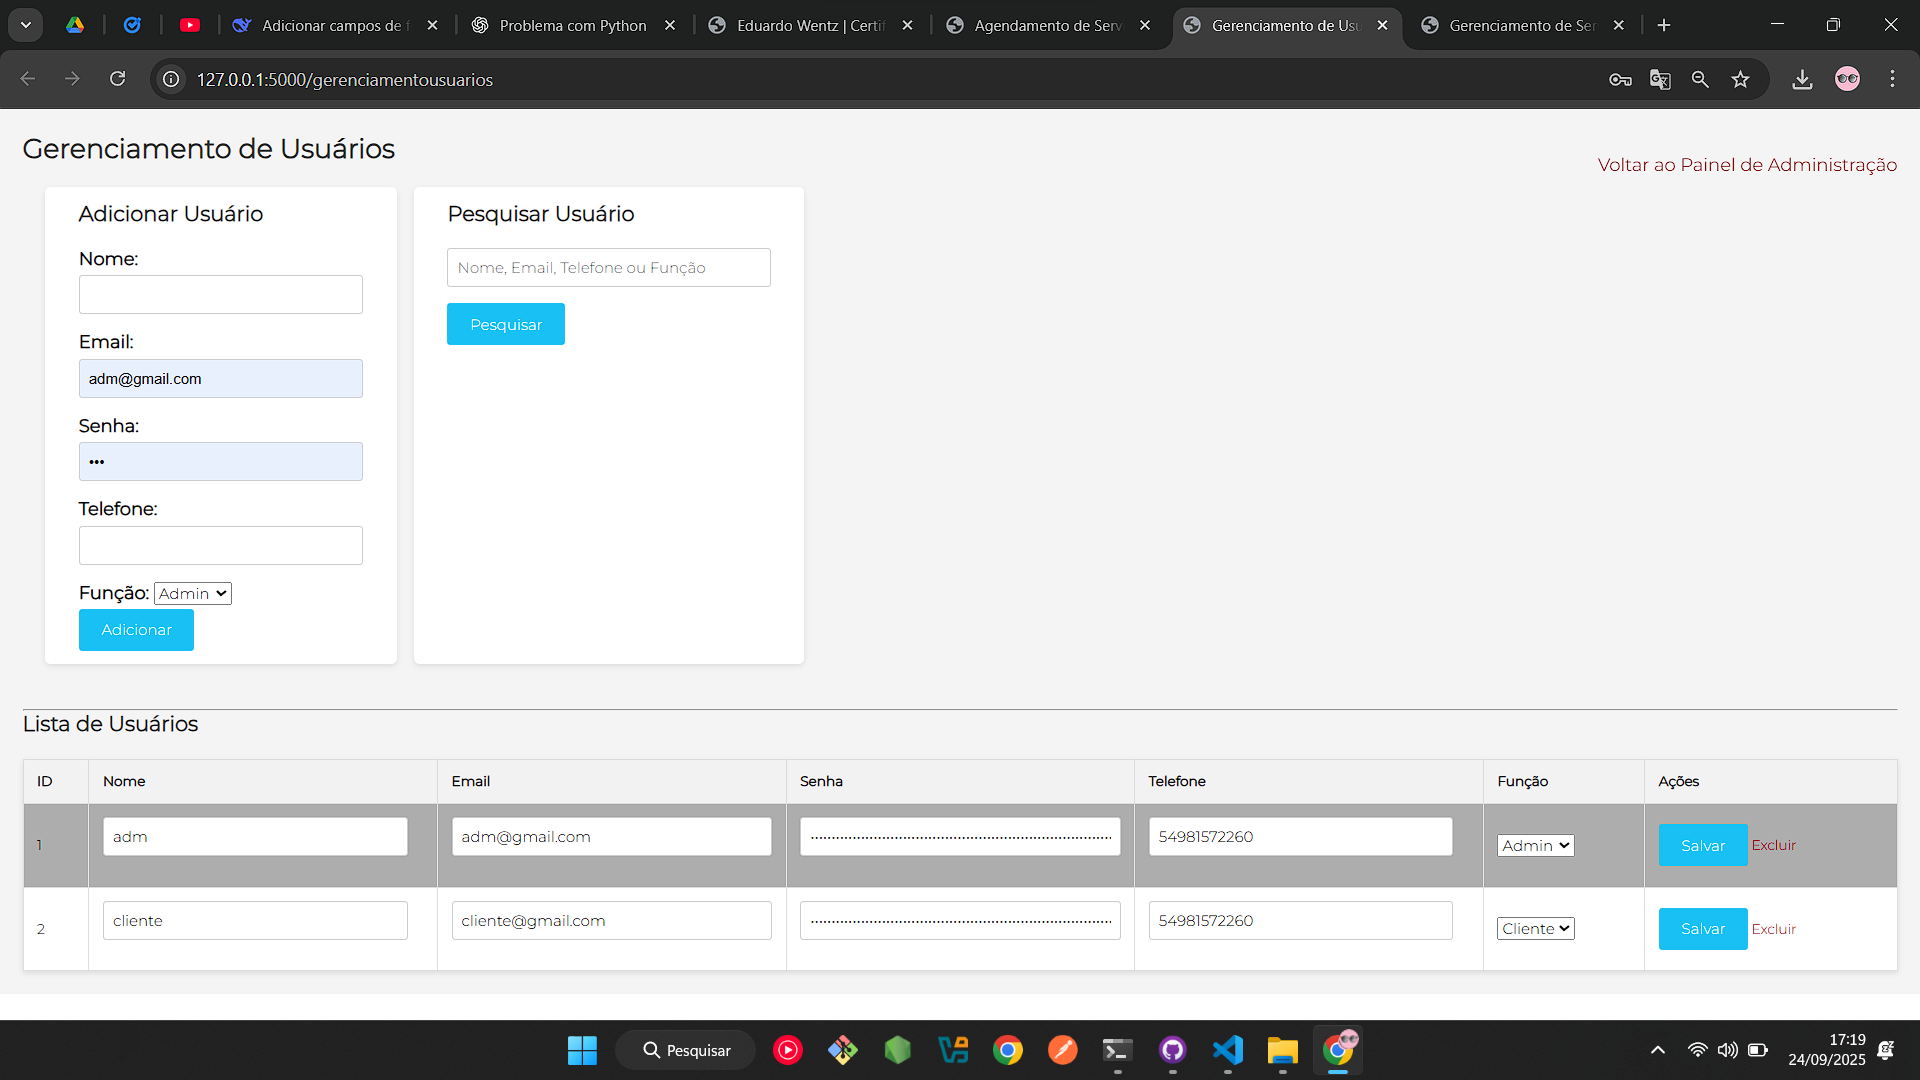 Adicionar campos de f
Problema com Python
Eduardo Wentz | Certif
Agendamento de Serv
Gerenciamento de Usu
Gerenciamento de Ser
127.0.0.1:5000/gerenciamentousuarios
Gerenciamento de Usuários
Voltar ao Painel de Administração
Adicionar Usuário
Nome:
Email:
adm@gmail.com
Senha:
•••
Telefone:
Função: Admin
Adicionar
Pesquisar Usuário
Nome, Email, Telefone ou Função
Pesquisar
Lista de Usuários
ID Nome Email Senha Telefone Função Ações
1 adm adm@gmail.com 54981572260 Admin Salvar Excluir
2 cliente cliente@gmail.com 54981572260 Cliente Salvar Excluir
Pesquisar
17:19
24/09/2025